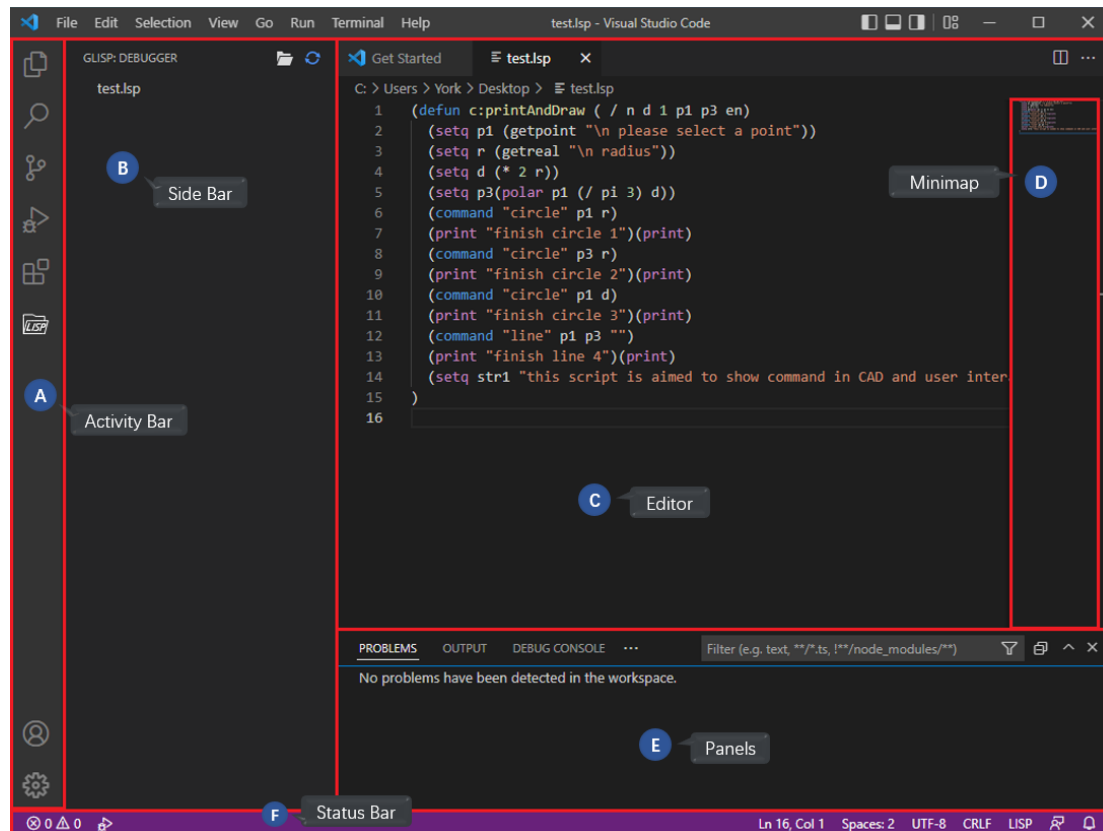 File Edit Selection View Go Run Terminal Help test.lsp - Visual Studio Code
GLISP: DEBUGGER
test.lsp
B
Side Bar
LISP
A
Activity Bar
Get Started test.lsp
C: > Users > York > Desktop > test.lsp
1 (defun c:printAndDraw ( / n d 1 p1 p3 en)
2 (setq p1 (getpoint "\n please select a point"))
3 (setq r (getreal "\n radius"))
4 (setq d (* 2 r))
5 (setq p3(polar p1 (/ pi 3) d))
6 (command "circle" p1 r)
7 (print "finish circle 1")(print)
8 (command "circle" p3 r)
9 (print "finish circle 2")(print)
10 (command "circle" p1 d)
11 (print "finish circle 3")(print)
12 (command "line" p1 p3 "")
13 (print "finish line 4")(print)
14 (setq str1 "this script is aimed to show command in CAD and user inter
15 )
16
Minimap D
C Editor
PROBLEMS OUTPUT DEBUG CONSOLE ··· Filter (e.g. text, **/*.ts, !**/node_modules/**)
No problems have been detected in the workspace.
E Panels
F Status Bar
0 0 Ln 16, Col 1 Spaces: 2 UTF-8 CRLF LISP